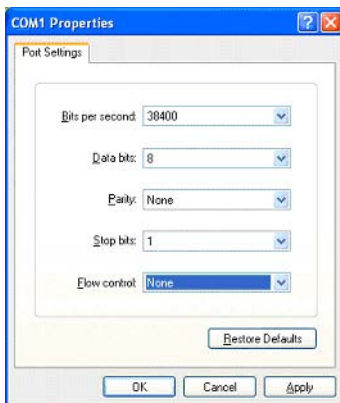 COM1 Properties
Port Settings
Bits per second: 38400
Data bits: 8
Parity: None
Stop bits: 1
Flow control: None
Restore Defaults
OK Cancel Apply